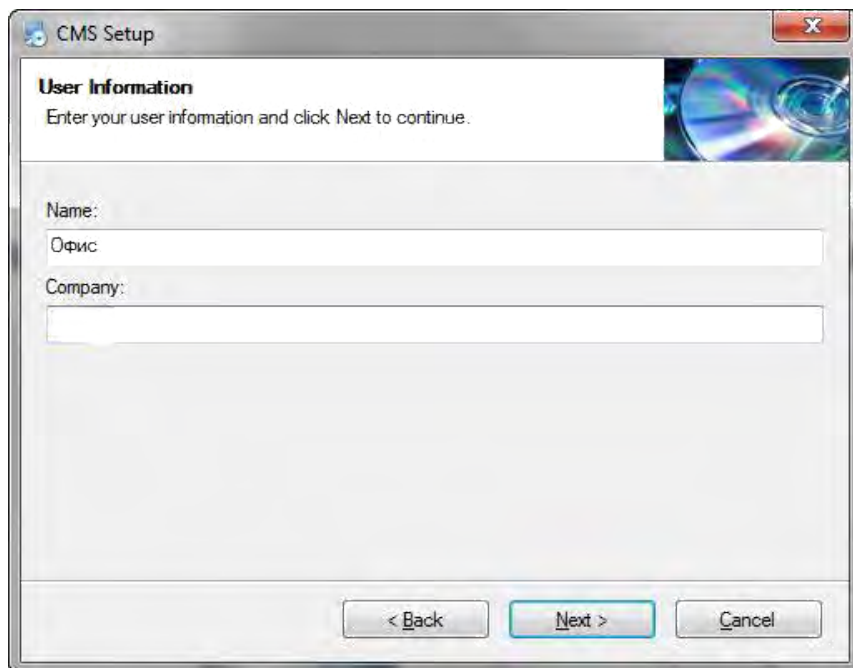 CMS Setup
User Information
Enter your user information and click Next to continue.
Name:
Офис
Company:
< Back
Next >
Cancel